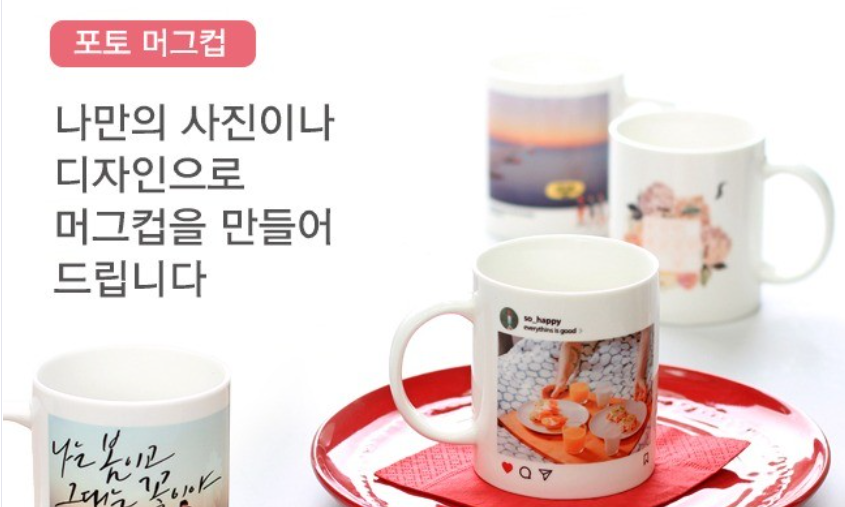 포토 머그컵
나만의 사진이나
디자인으로
머그컵을 만들어
드립니다
so_happy
everything is good
나는 봄이고
그대는 꽃잎이야